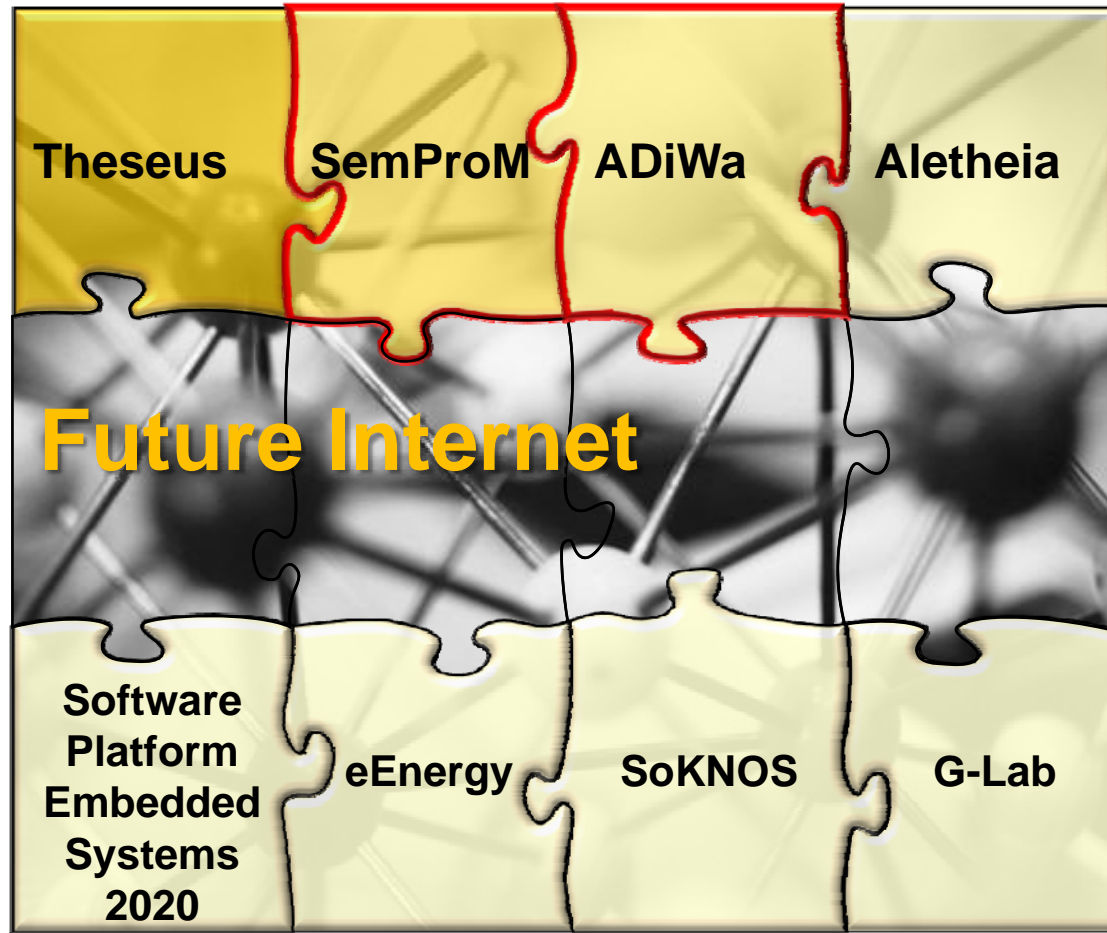 Theseus
SemProM
ADiWa
Aletheia
Future Internet
Software
Platform
Embedded
Systems
2020
eEnergy
SoKNOS
G-Lab